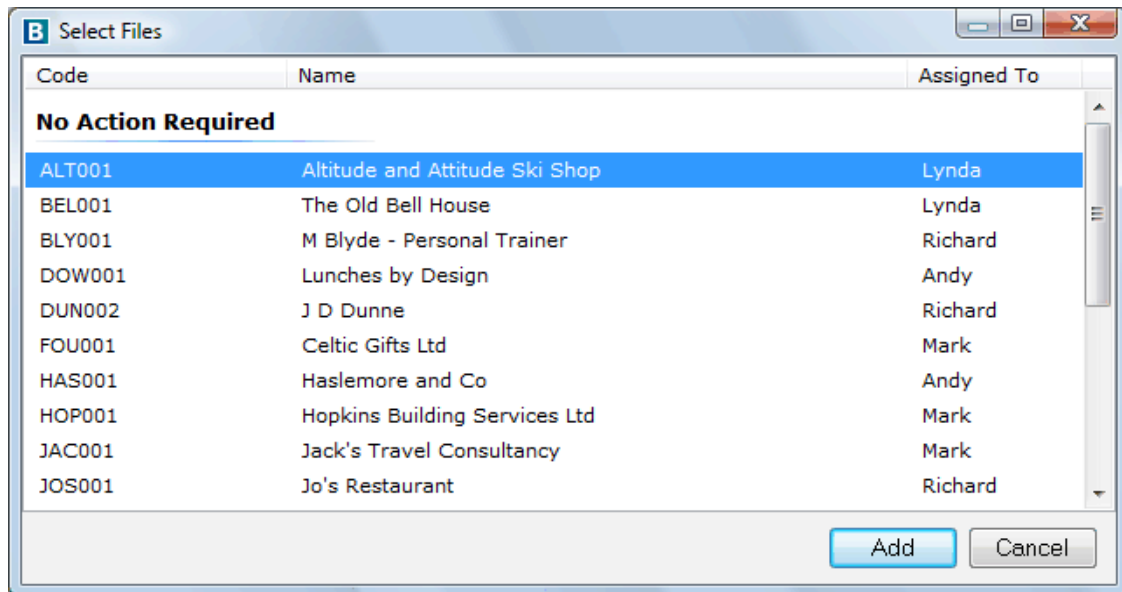 B Select Files
Code Name Assigned To
No Action Required
ALT001 Altitude and Attitude Ski Shop Lynda
BEL001 The Old Bell House Lynda
BLY001 M Blyde - Personal Trainer Richard
DOW001 Lunches by Design Andy
DUN002 J D Dunne Richard
FOU001 Celtic Gifts Ltd Mark
HAS001 Haslemore and Co Andy
HOP001 Hopkins Building Services Ltd Mark
JAC001 Jack's Travel Consultancy Mark
JOS001 Jo's Restaurant Richard
Add Cancel